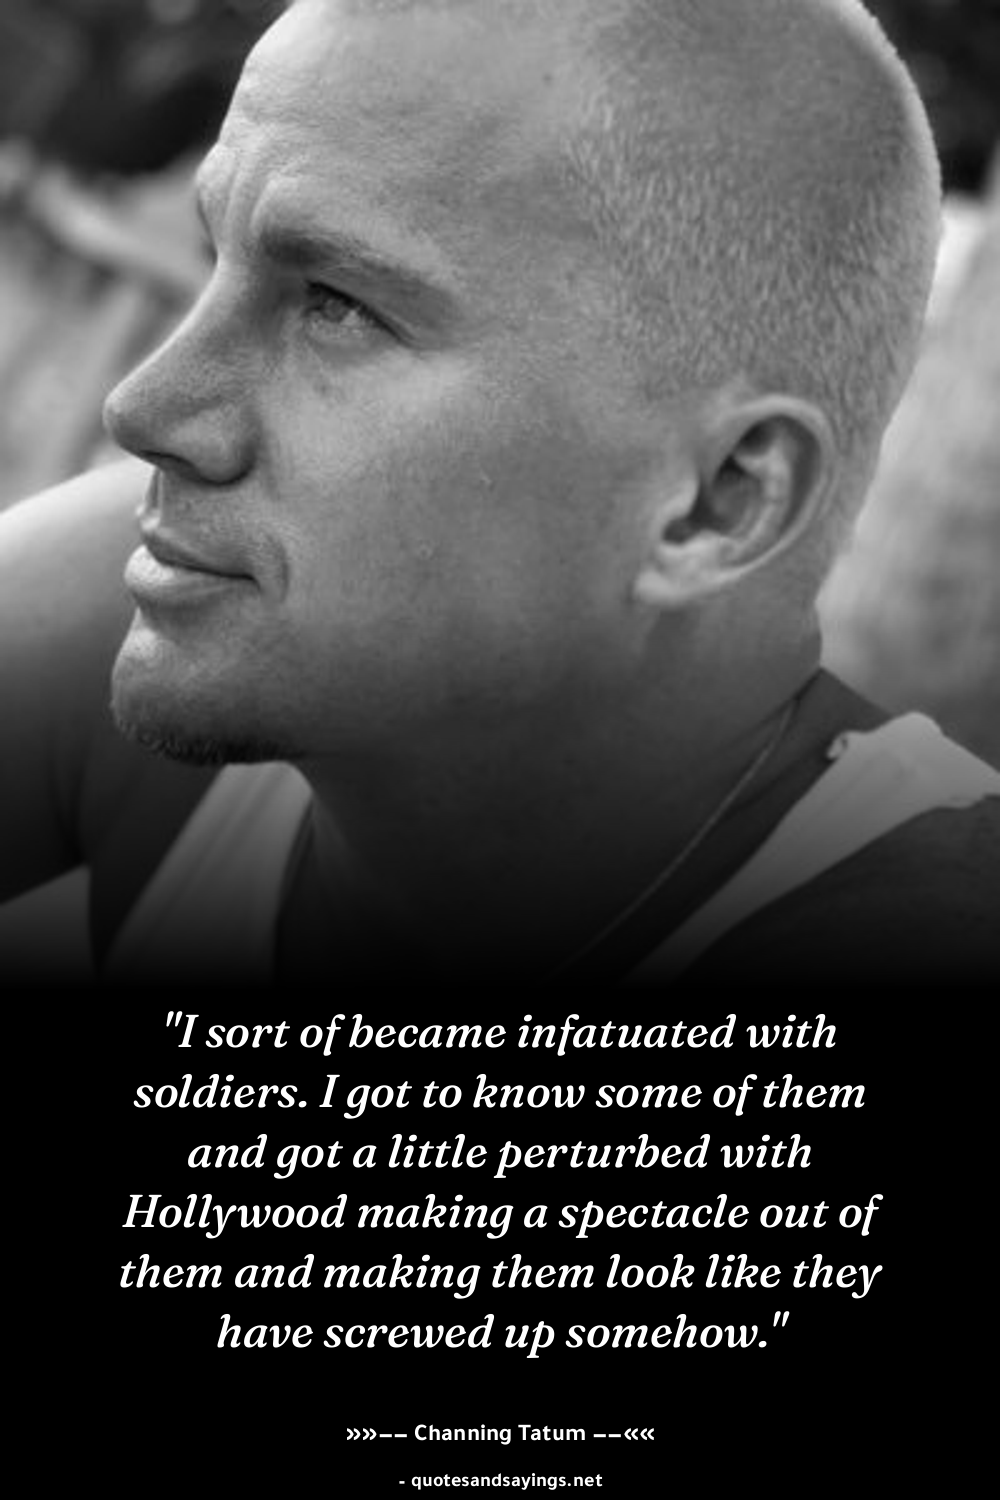 "I sort of became infatuated with
soldiers. I got to know some of them
and got a little perturbed with
Hollywood making a spectacle out of
them and making them look like they
have screwed up somehow."
»»−− Channing Tatum −−««
- quotesandsayings.net